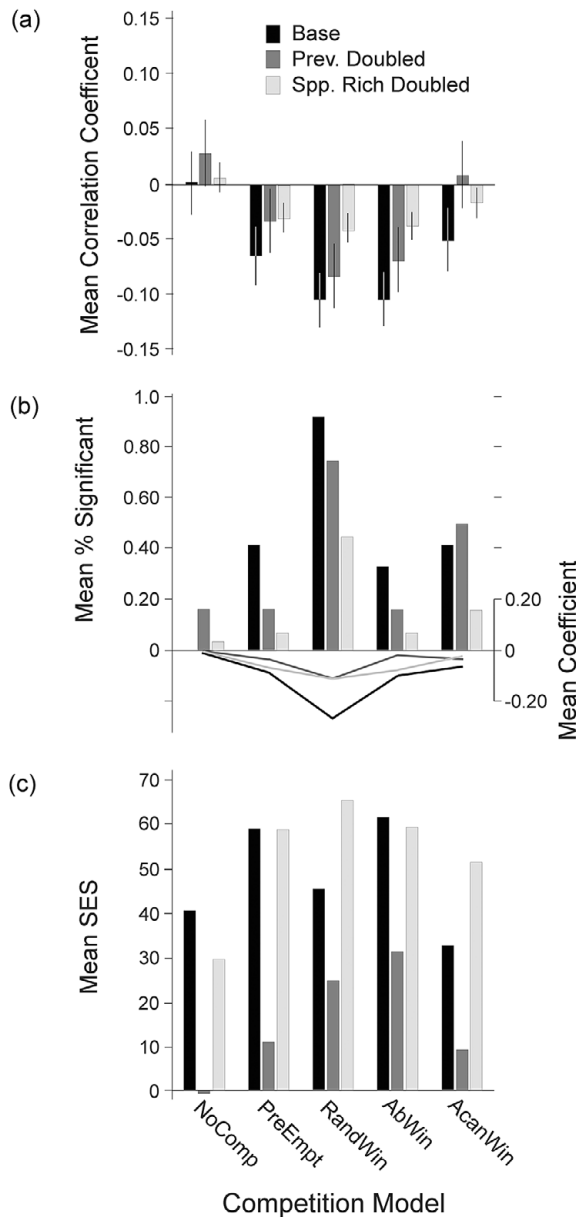 (a)
Mean Correlation Coefficent
0.15
0.10
0.05
0
-0.05
-0.10
-0.15
Base
Prev. Doubled
Spp. Rich Doubled
(b)
Mean % Significant
1.0
0.80
0.60
0.40
0.20
0
0.20
0
-0.20
Mean Coefficient
(c)
Mean SES
70
60
50
40
30
20
10
0
NoComp
PreEmpt
RandWin
AbWin
AcanWin
Competition Model